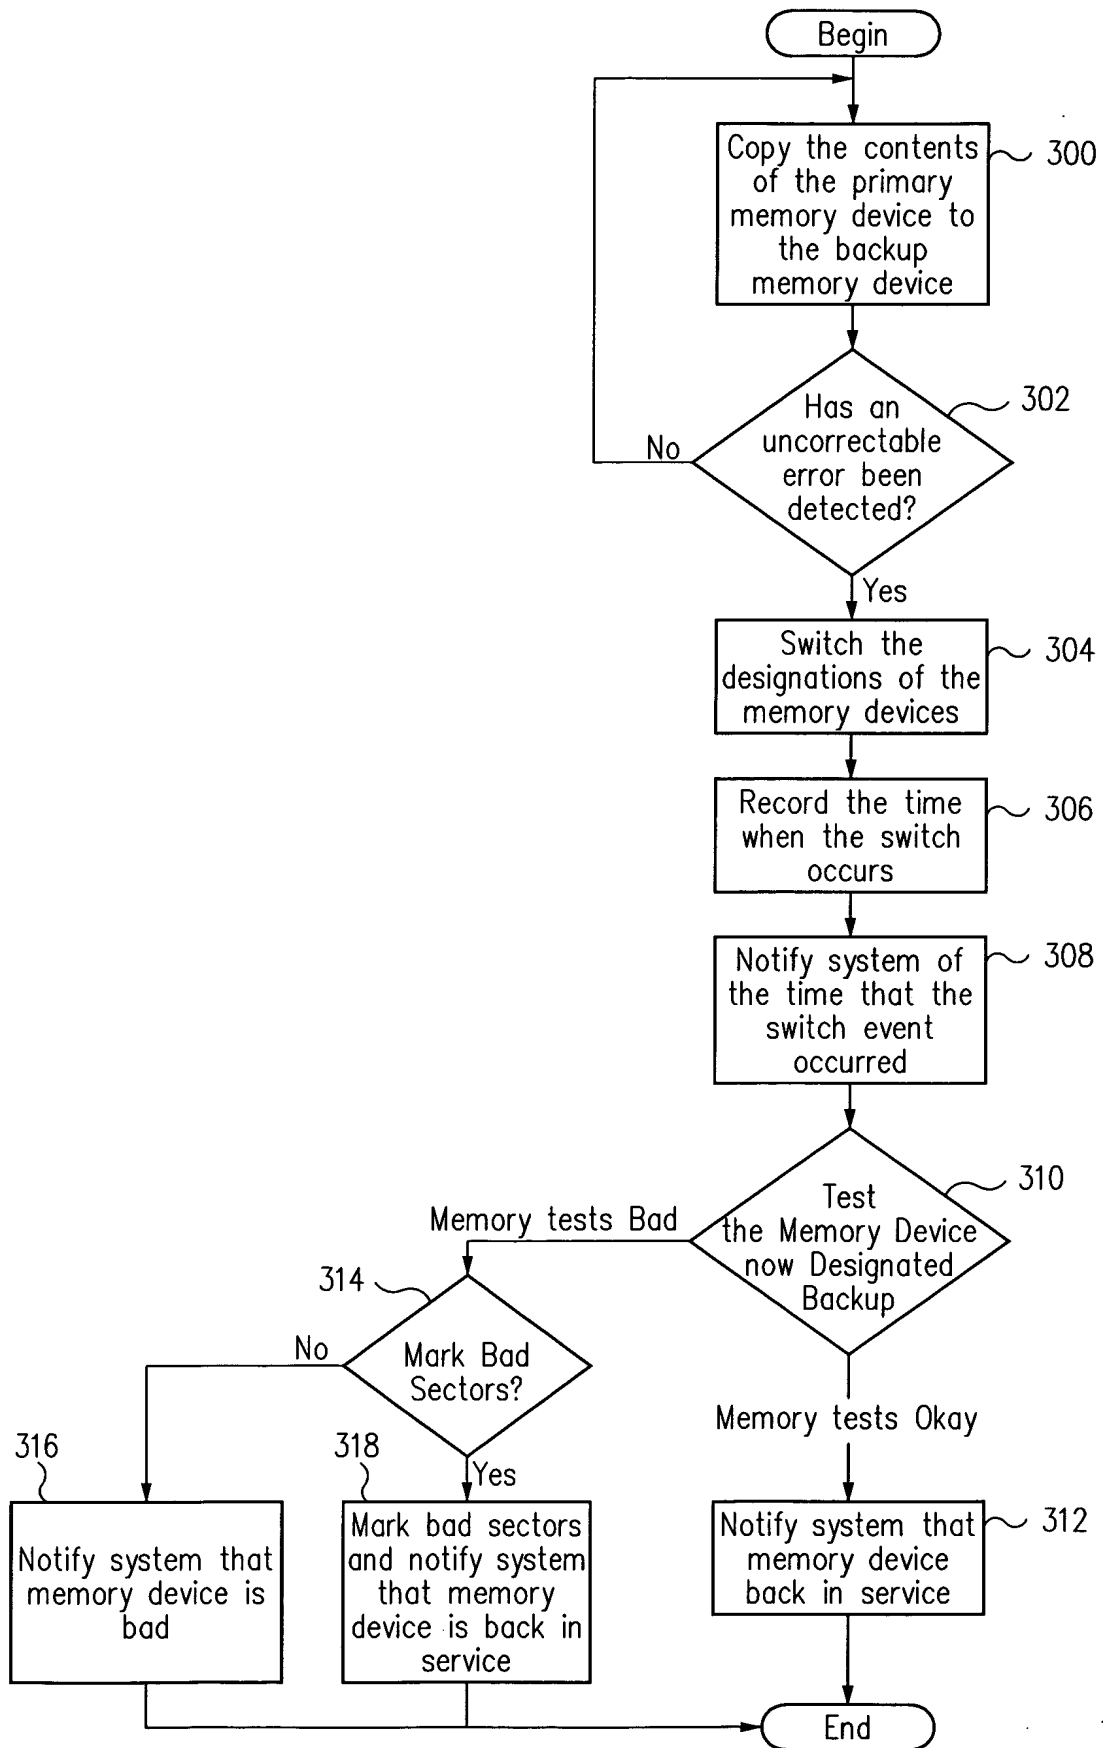 Begin
Copy the contents
of the primary
memory device to
the backup
memory device
300
Has an
uncorrectable
error been
detected?
302
No
Yes
Switch the
designations of the
memory devices
304
Record the time
when the switch
occurs
306
Notify system of
the time that the
switch event
occurred
308
Test
the Memory Device
now Designated
Backup
310
Memory tests Bad
314
Mark Bad
Sectors?
No
Yes
Memory tests Okay
316
Notify system that
memory device is
bad
318
Mark bad sectors
and notify system
that memory
device is back in
service
Notify system that
memory device
back in service
312
End